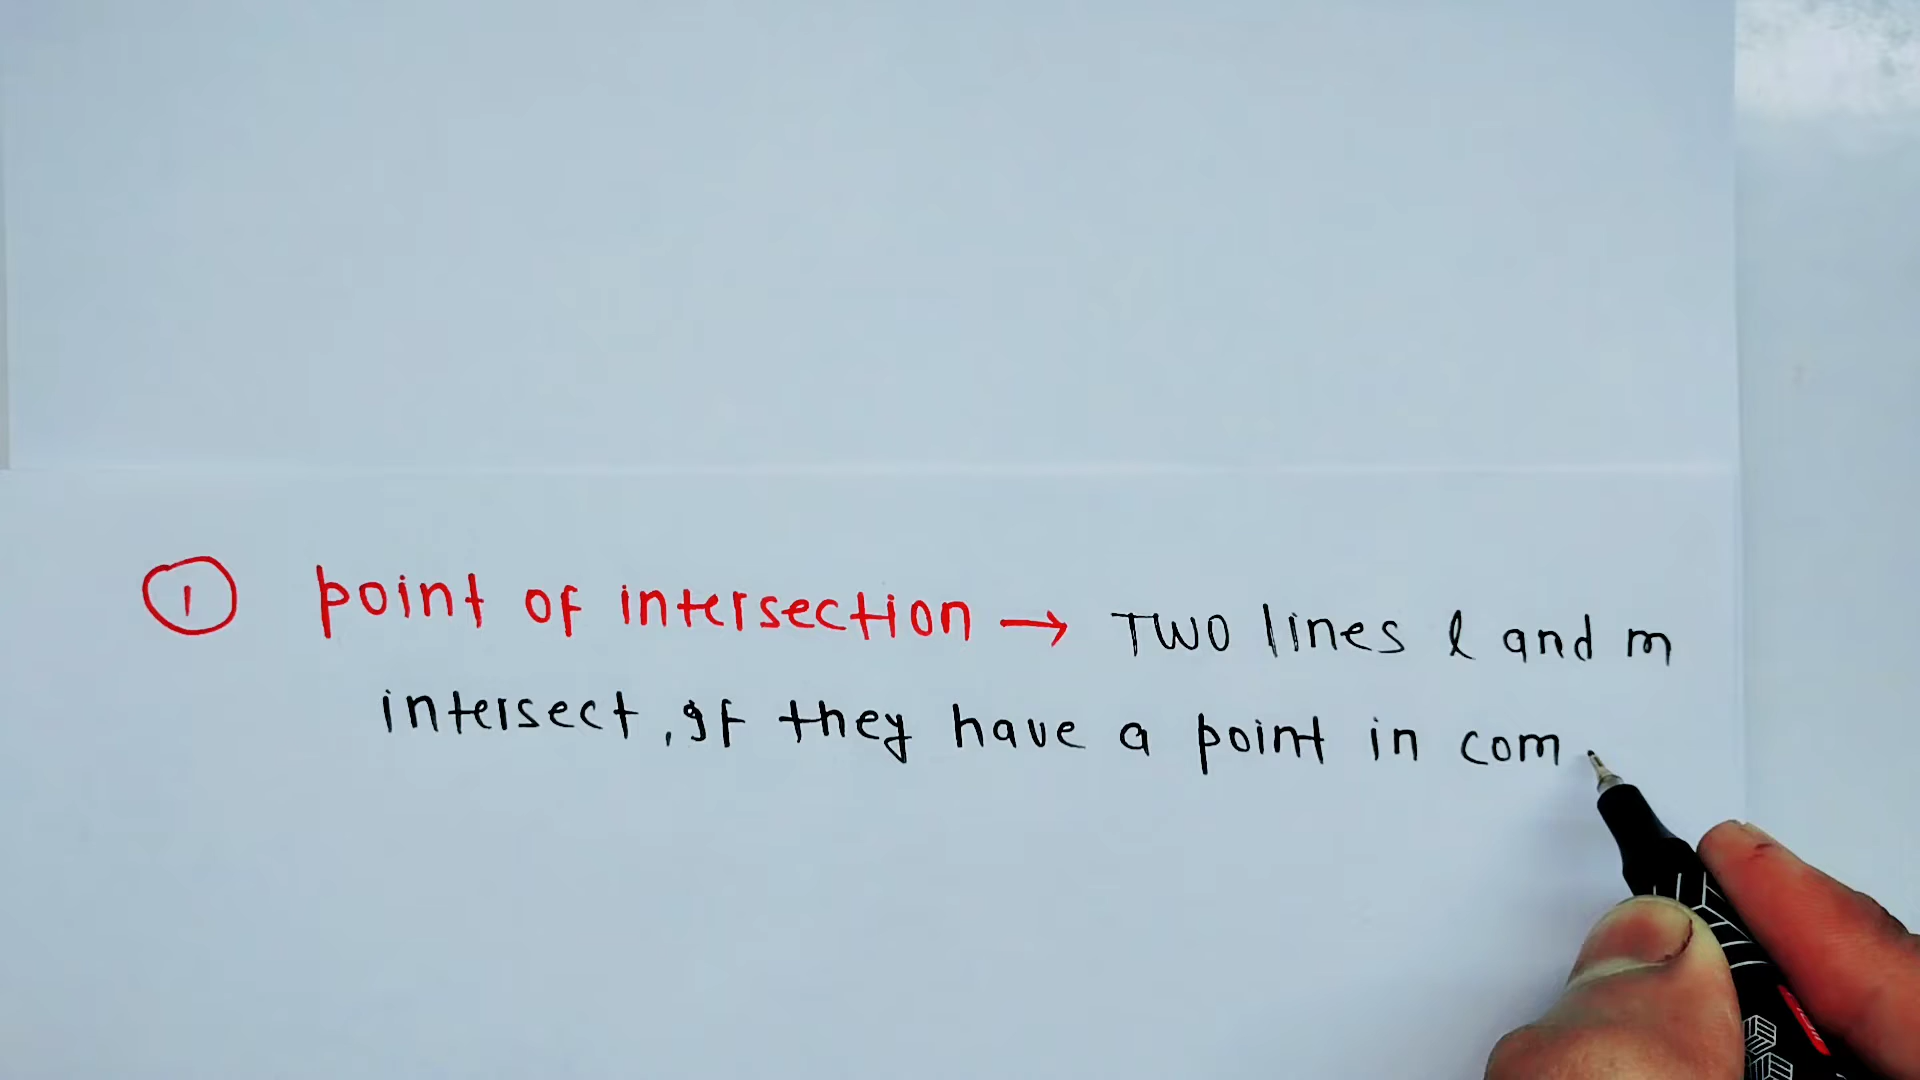 ① point of intersection → Two lines l and m
intersect, If they have a point in com